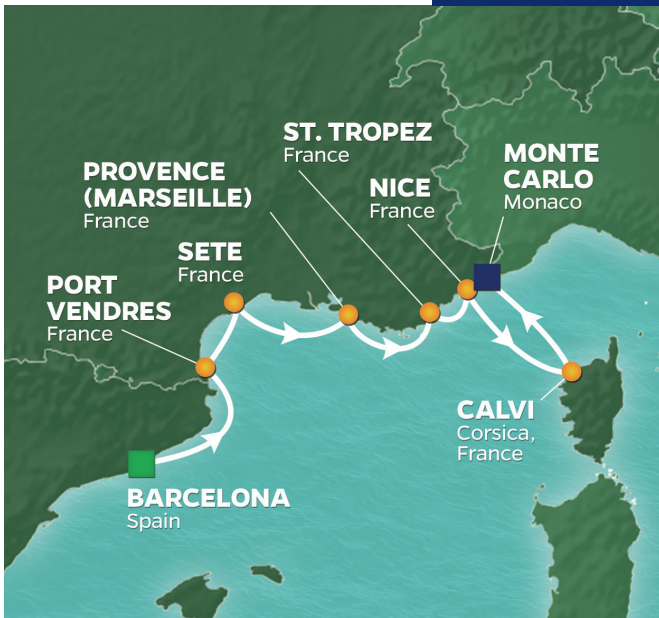 ST. TROPEZ
France
PROVENCE
(MARSEILLE)
France
NICE
France
MONTE
CARLO
Monaco
SETE
France
PORT
VENDRES
France
CALVI
Corsica,
France
BARCELONA
Spain